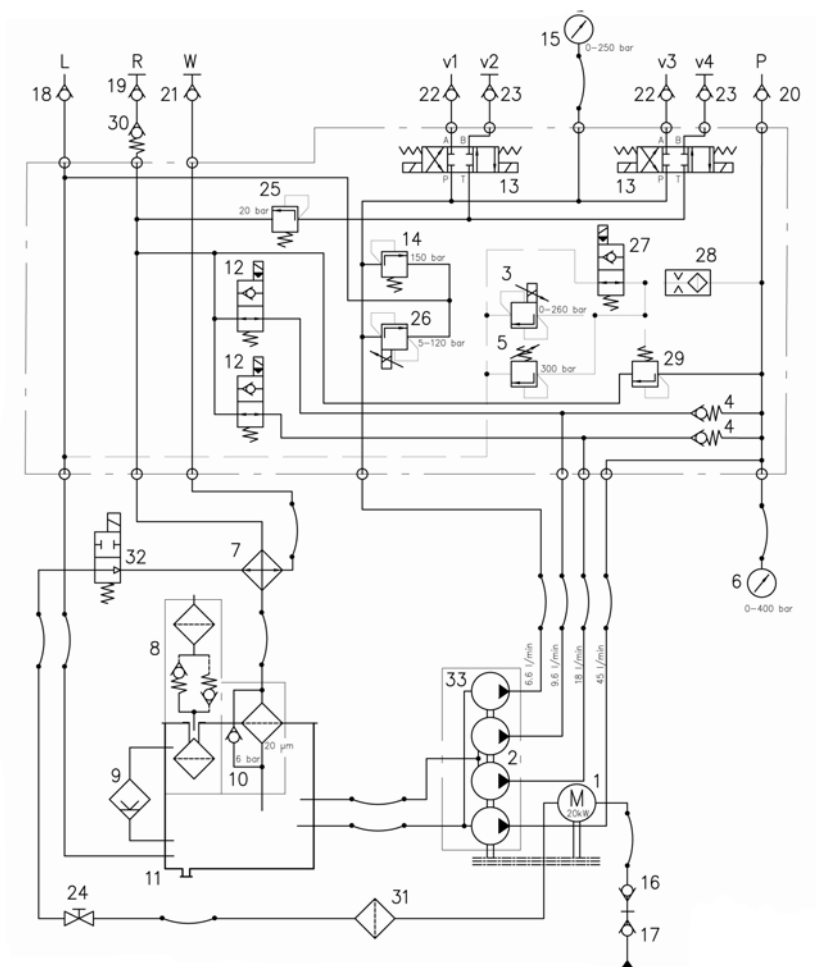 15
0-250 bar
L R W v1 v2 v3 v4 P
18 19 21 22 23 22 23 20
30
A B A B
P T P T
13 13
25
20 bar
14
150 bar
27
28
12
3
0-260 bar
26
5-120 bar
5
300 bar
29
12
4
4
32
7
6
0-400 bar
8
6.6 l/min
9.6 l/min
18 l/min
45 l/min
33
20 µm
6 bar
2
9
10
1
M
20kW
11
24
31
16
17